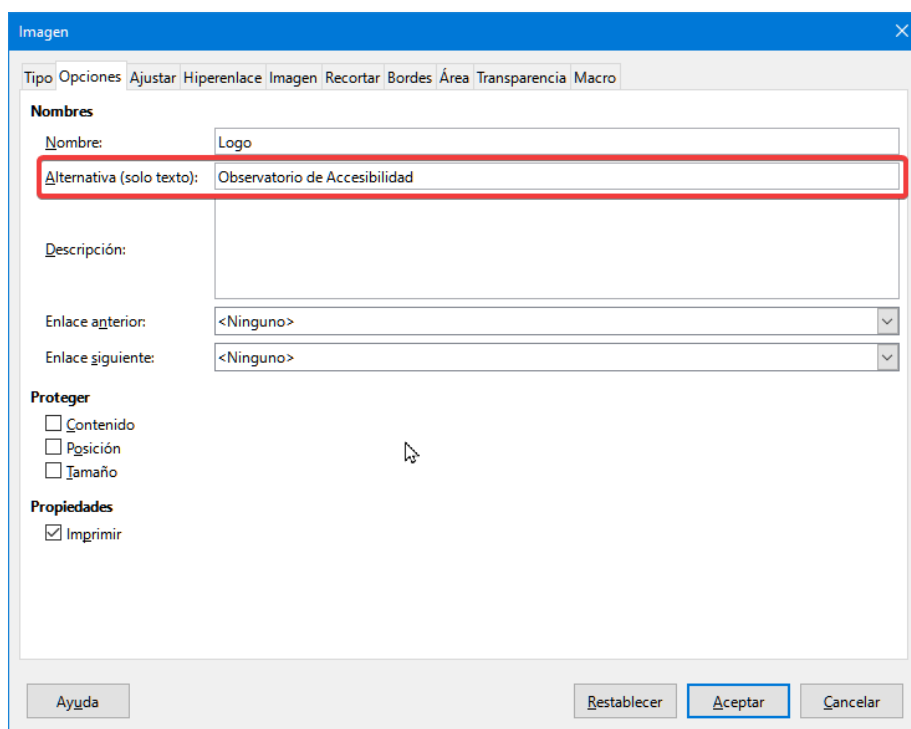 Imagen
Tipo Opciones Ajustar Hiperenlace Imagen Recortar Bordes Área Transparencia Macro
Nombres
Nombre: Logo
Alternativa (solo texto): Observatorio de Accesibilidad
Descripción:
Enlace anterior: <Ninguno>
Enlace siguiente: <Ninguno>
Proteger
Contenido
Posición
Tamaño
Propiedades
Imprimir
Ayuda Restablecer Aceptar Cancelar